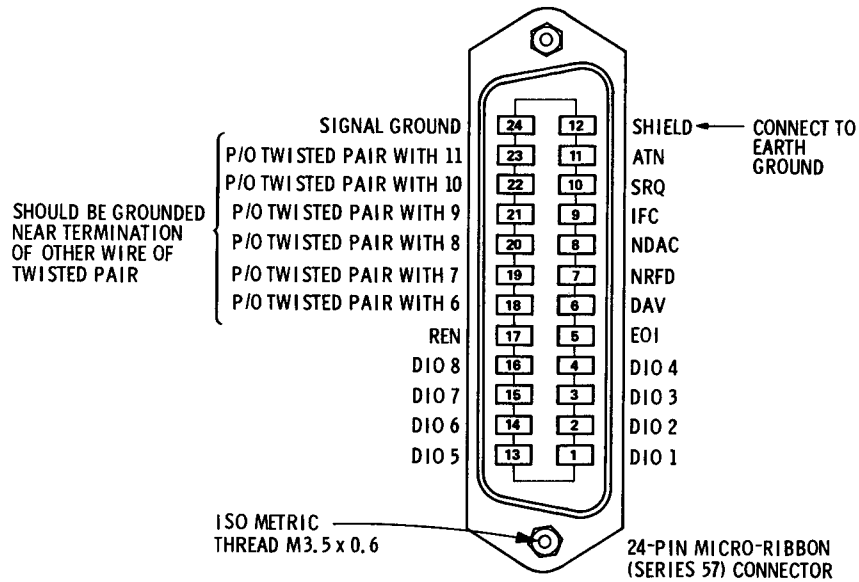 SIGNAL GROUND 24 12 SHIELD CONNECT TO
EARTH
GROUND
P/O TWISTED PAIR WITH 11 23 11 ATN
P/O TWISTED PAIR WITH 10 22 10 SRQ
P/O TWISTED PAIR WITH 9 21 9 IFC
P/O TWISTED PAIR WITH 8 20 8 NDAC
P/O TWISTED PAIR WITH 7 19 7 NRFD
P/O TWISTED PAIR WITH 6 18 6 DAV
SHOULD BE GROUNDED
NEAR TERMINATION
OF OTHER WIRE OF
TWISTED PAIR
REN 17 5 EOI
DIO 8 16 4 DIO 4
DIO 7 15 3 DIO 3
DIO 6 14 2 DIO 2
DIO 5 13 1 DIO 1
ISO METRIC
THREAD M3.5 x 0.6
24-PIN MICRO-RIBBON
(SERIES 57) CONNECTOR